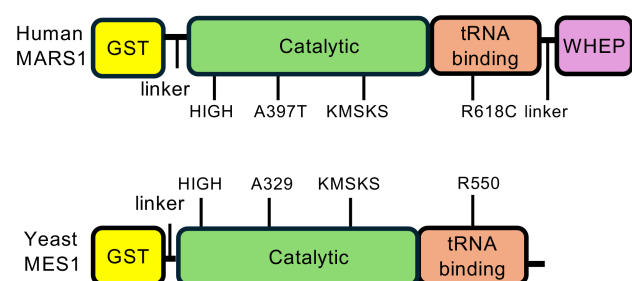 Human
MARS1
GST
linker
Catalytic
tRNA
binding
WHEP
HIGH A397T KMSKS R618C linker
HIGH A329 KMSKS R550
linker
Yeast
MES1
GST
Catalytic
tRNA
binding